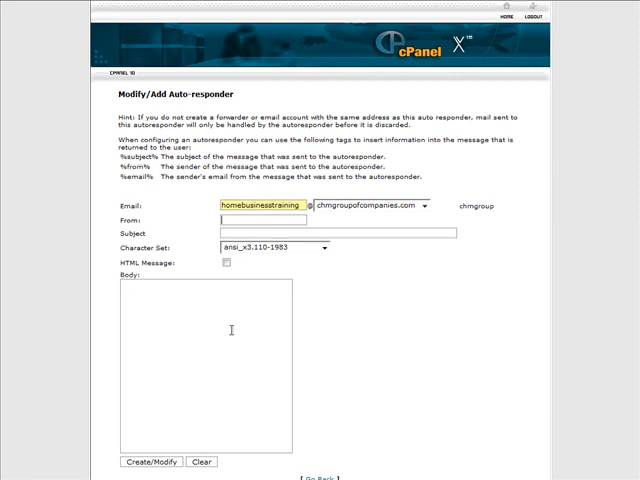 HOME
LOGOUT
CP cPanel X™
CPANEL 10
Modify/Add Auto-responder
Hint: If you do not create a forwarder or email account with the same address as this auto responder, mail sent to
this autoresponder will only be handled by the autoresponder before it is discarded.
When configuring an autoresponder you can use the following tags to insert information into the message that is
returned to the user:
%subject% The subject of the message that was sent to the autoresponder.
%from% The sender of the message that was sent to the autoresponder.
%email% The sender's email from the message that was sent to the autoresponder.
Email: homebusinesstraining @ chmgroupofcompanies.com chmgroup
From:
Subject
Character Set: ansi_x3.110-1983
HTML Message:
Body:
Create/Modify Clear
[ Go Back ]